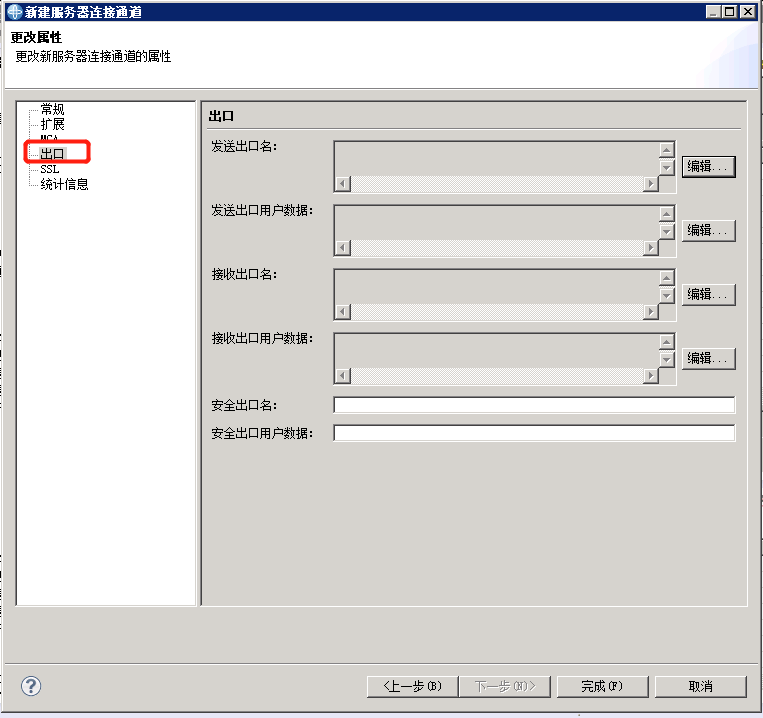 新建服务器连接通道
更改属性
更改新服务器连接通道的属性
常规
扩展
MCA
出口
SSL
统计信息
出口
发送出口名:
编辑...
发送出口用户数据:
编辑...
接收出口名:
编辑...
接收出口用户数据:
编辑...
安全出口名:
安全出口用户数据:
<上一步(B)
下一步(N)>
完成(F)
取消